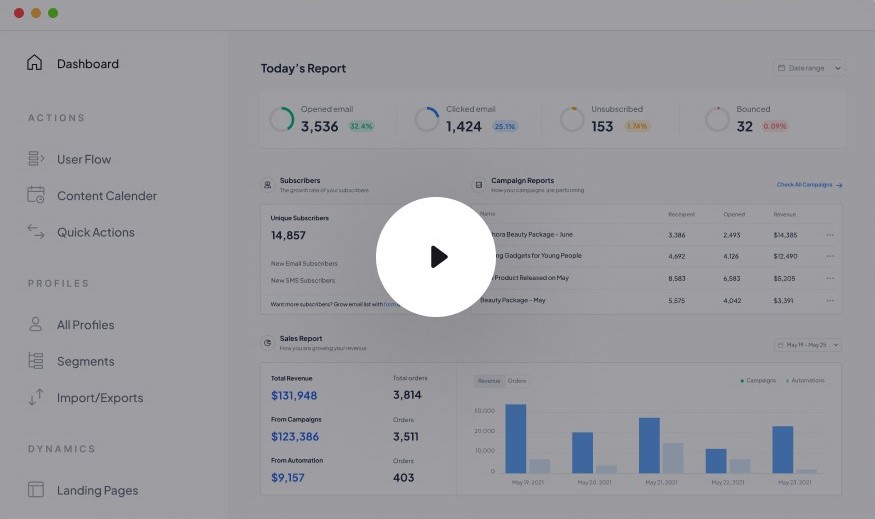 Dashboard
ACTIONS
User Flow
Content Calender
Quick Actions
PROFILES
All Profiles
Segments
Import/Exports
DYNAMICS
Landing Pages
Today's Report
Date range
Opened email
3,536 32.4%
Clicked email
1,424 25.1%
Unsubscribed
153 1.74%
Bounced
32 0.09%
Subscribers
The growth rate of your subscribers
Unique Subscribers
14,857
New Email Subscribers
New SMS Subscribers
Want more subscribers? Grow email list with
Campaign Reports
How your campaigns are performing
Check All Campaigns
Name Receipent Opened Revenue
Beauty Package - June 3,386 2,493 $14,385
Gadgets for Young People 4,692 4,126 $12,490
Product Released on May 8,583 6,583 $5,205
Beauty Package - May 5,575 4,042 $3,391
Sales Report
How you are growing your revenue
May 19 - May 25
Total Revenue Total orders
$131,948 3,814
From Campaigns Orders
$123,386 3,511
From Automation Orders
$9,157 403
Revenue Orders
Campaigns Automations
50,000
20,000
10,000
0
May 19, 2021 May 20, 2021 May 21, 2021 May 22, 2021 May 23, 2021